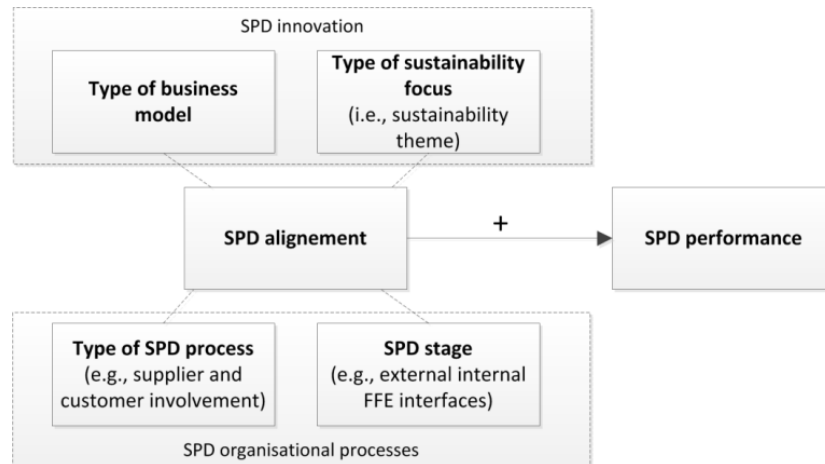 SPD innovation
Type of business
model
Type of sustainability
focus
(i.e., sustainability
theme)
SPD alignement
+
SPD performance
Type of SPD process
(e.g., supplier and
customer involvement)
SPD stage
(e.g., external internal
FFE interfaces)
SPD organisational processes